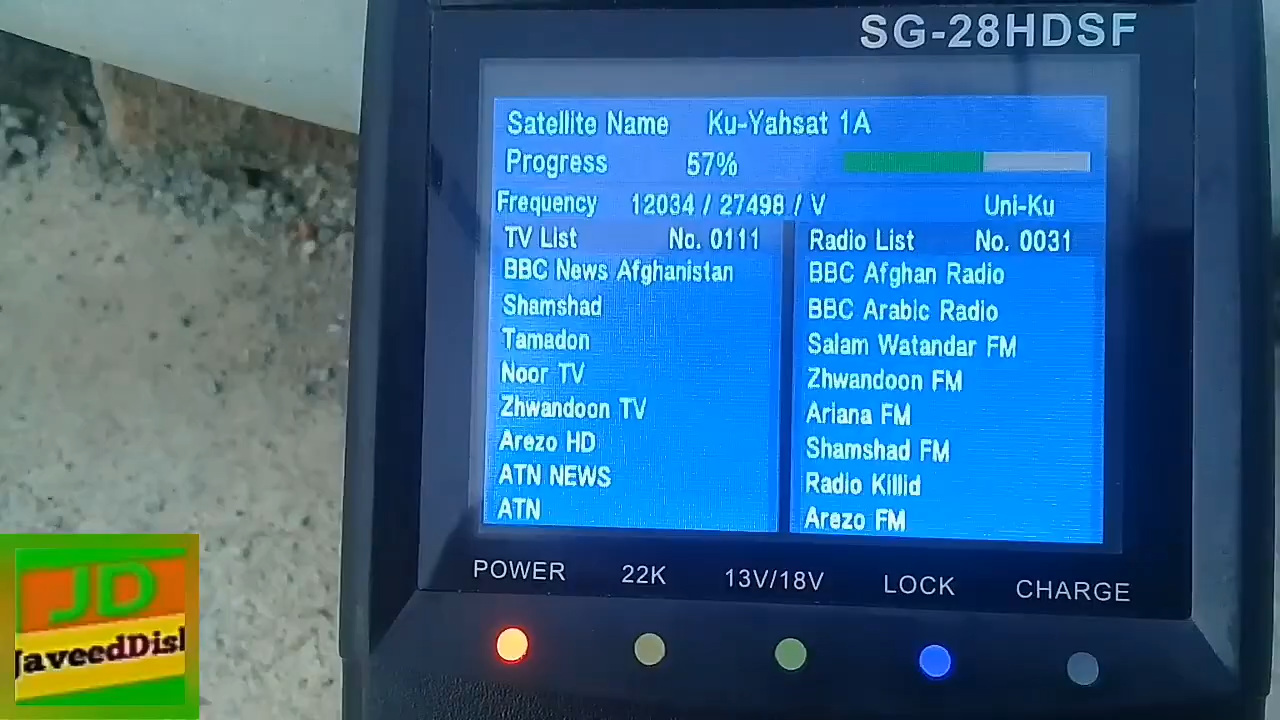 SG-28HDSF
Satellite Name Ku-Yahsat 1A
Progress 57%
Frequency 12034 / 27498 / V Uni-Ku
TV List No. 0111
BBC News Afghanistan
Shamshad
Tamadon
Noor TV
Zhwandoon TV
Arezo HD
ATN NEWS
ATN
Radio List No. 0031
BBC Afghan Radio
BBC Arabic Radio
Salam Watandar FM
Zhwandoon FM
Ariana FM
Shamshad FM
Radio Killid
Arezo FM
POWER 22K 13V/18V LOCK CHARGE
JD
JaveedDish